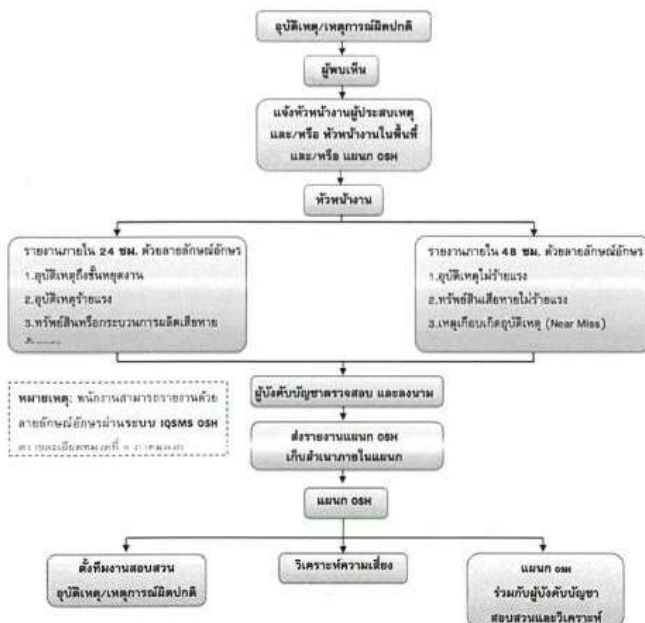 อุบัติเหตุ/เหตุการณ์ผิดปกติ
ผู้พบเห็น
แจ้งหัวหน้างานผู้ประสบเหตุ
และ/หรือ หัวหน้างานในพื้นที่
และ/หรือ แผนก OSH
หัวหน้างาน
รายงานภายใน 24 ชม. ด้วยลายลักษณ์อักษร
1.อุบัติเหตุถึงขั้นหยุดงาน
2.อุบัติเหตุร้ายแรง
3.ทรัพย์สินหรือกระบวนการผลิตเสียหาย
รายงานภายใน 48 ชม. ด้วยลายลักษณ์อักษร
1.อุบัติเหตุไม่ร้ายแรง
2.ทรัพย์สินเสียหายไม่ร้ายแรง
3.เหตุเกือบเกิดอุบัติเหตุ (Near Miss)
ผู้บังคับบัญชาตรวจสอบ และลงนาม
หมายเหตุ: พนักงานสามารถรายงานด้วย
ลายลักษณ์อักษรผ่านระบบ IQSMS OSH
ส่งรายงานแผนก OSH
เก็บสำเนาภายในแผนก
แผนก OSH
ตั้งทีมงานสอบสวน
อุบัติเหตุ/เหตุการณ์ผิดปกติ
วิเคราะห์ความเสี่ยง
แผนก OSH
ร่วมกับผู้บังคับบัญชา
สอบสวนและวิเคราะห์